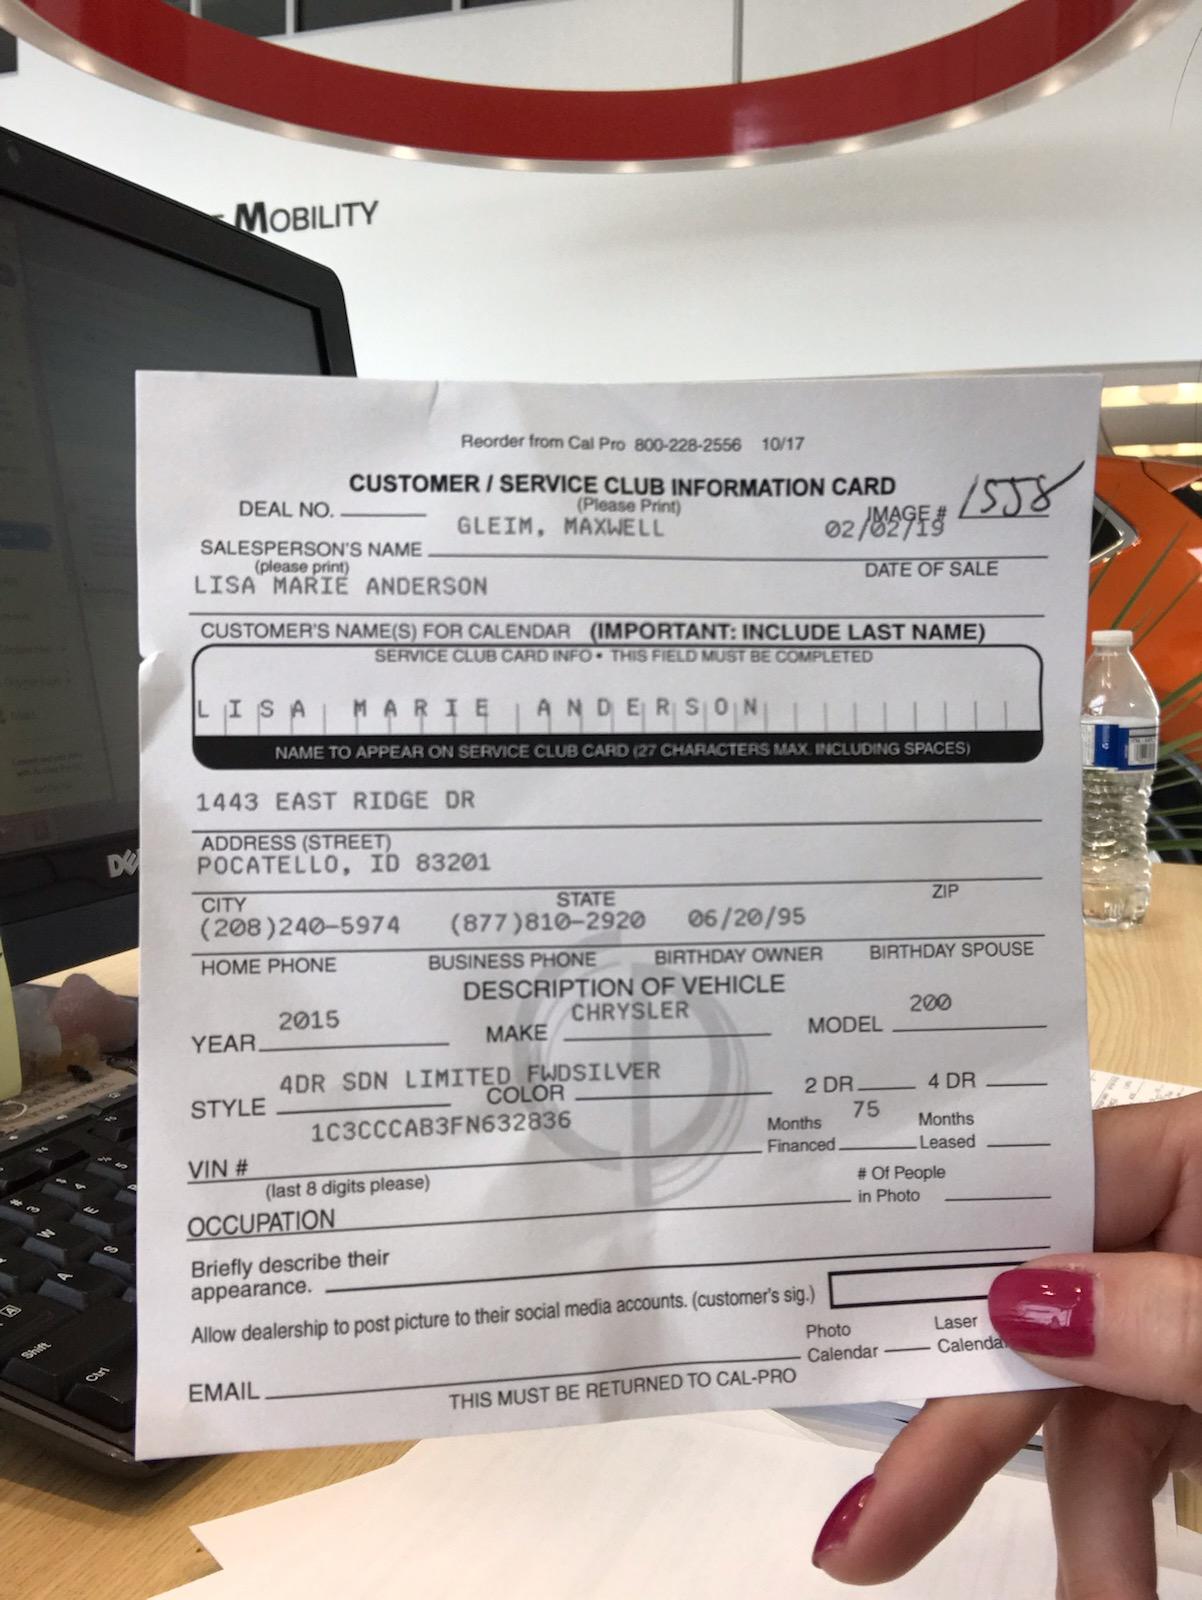 MOBILITY
Reorder from Cal Pro 800-228-2556 10/17
CUSTOMER / SERVICE CLUB INFORMATION CARD
DEAL NO. (Please Print) IMAGE # 1558
GLEIM, MAXWELL 02/02/19
SALESPERSON'S NAME
(please print) DATE OF SALE
LISA MARIE ANDERSON
CUSTOMER'S NAME(S) FOR CALENDAR (IMPORTANT: INCLUDE LAST NAME)
SERVICE CLUB CARD INFO • THIS FIELD MUST BE COMPLETED
LISA MARIE ANDERSON
NAME TO APPEAR ON SERVICE CLUB CARD (27 CHARACTERS MAX. INCLUDING SPACES)
1443 EAST RIDGE DR
ADDRESS (STREET)
POCATELLO, ID 83201
CITY STATE ZIP
(208)240-5974 (877)810-2920 06/20/95
HOME PHONE BUSINESS PHONE BIRTHDAY OWNER BIRTHDAY SPOUSE
DESCRIPTION OF VEHICLE
2015 CHRYSLER 200
YEAR MAKE MODEL
4DR SDN LIMITED FWDSILVER
STYLE COLOR 2 DR 4 DR
1C3CCCAB3FN632836 75
Months Financed Months Leased
VIN #
(last 8 digits please) # Of People in Photo
OCCUPATION
Briefly describe their
appearance.
Allow dealership to post picture to their social media accounts. (customer's sig.)
Photo Calendar Laser
EMAIL
THIS MUST BE RETURNED TO CAL-PRO
Shift
Ctrl